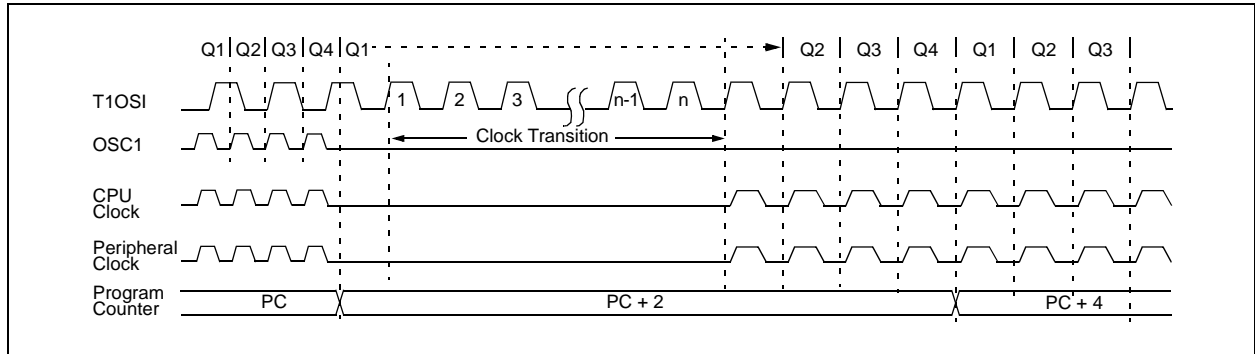 Q1 Q2 Q3 Q4 Q1 Q2 Q3 Q4 Q1 Q2 Q3
T1OSI 1 2 3 n-1 n
Clock Transition
OSC1
CPU
Clock
Peripheral
Clock
Program
Counter
PC PC + 2 PC + 4